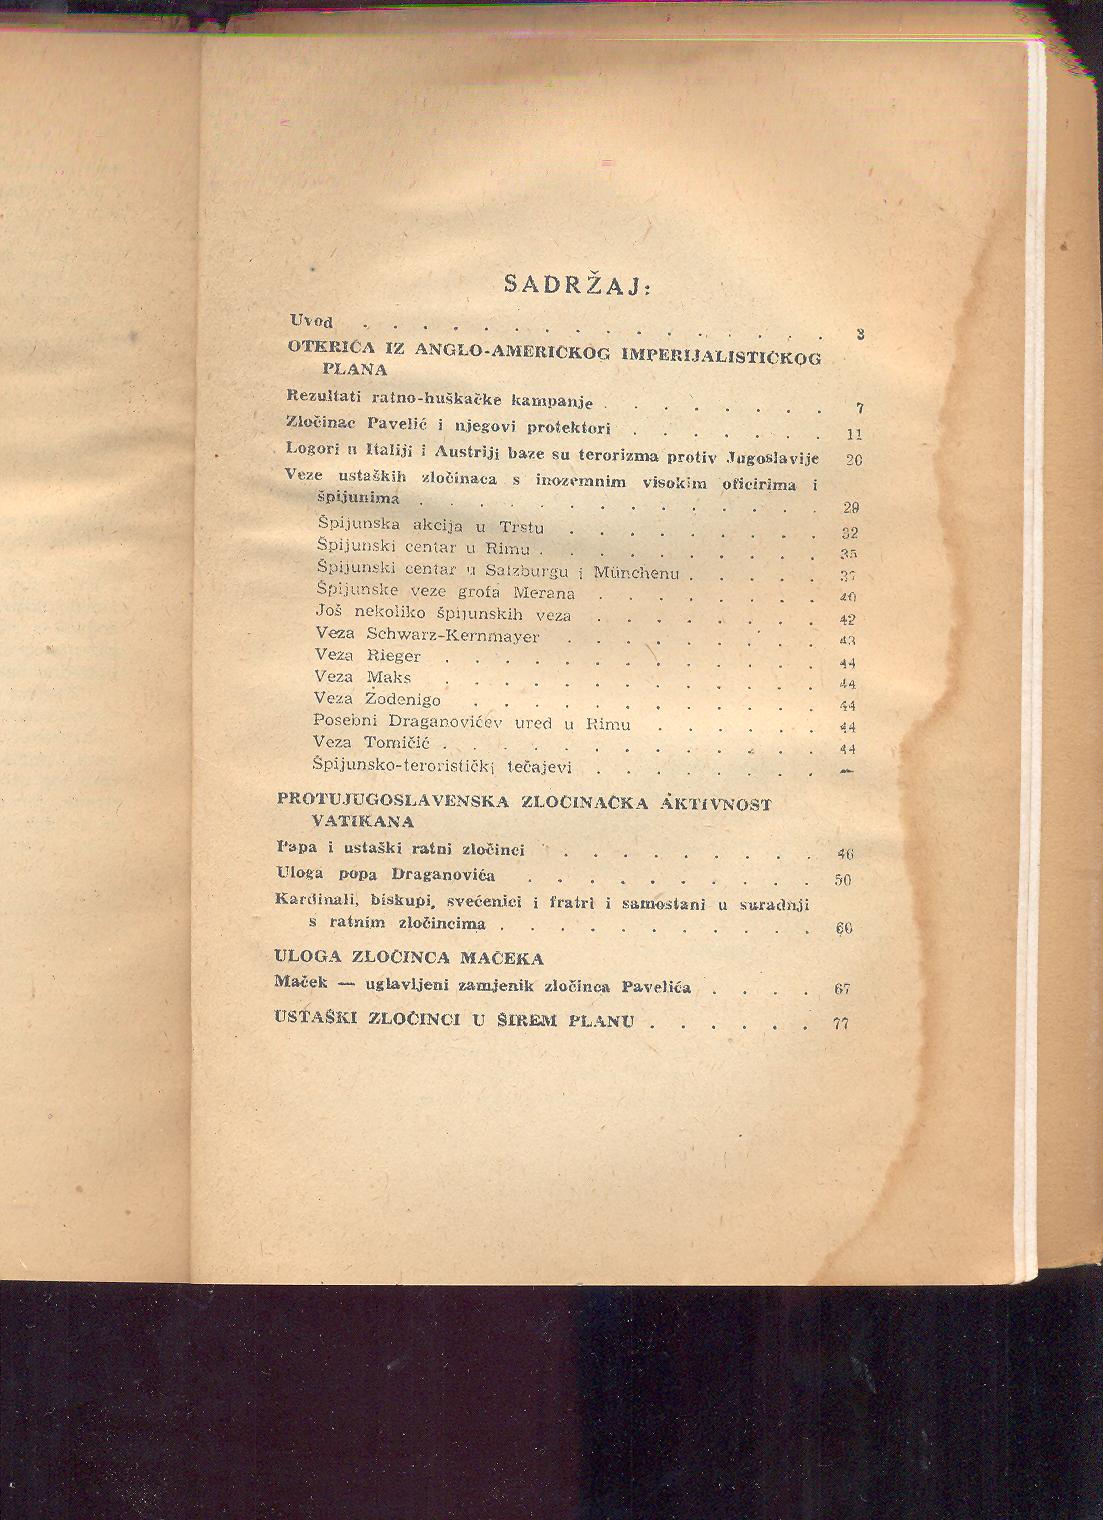 SADRŽAJ:
Uvod . . . . . . . . . . . . . . . . 3
OTKRIĆA IZ ANGLO-AMERIČKOG IMPERIJALISTIČKOG
PLANA
Rezultati ratno-huškačke kampanje . . . . . . . . 7
Zločinac Pavelić i njegovi protektori . . . . . . . 11
Logori u Italiji i Austriji baze su terorizma protiv Jugoslavije 20
Veze ustaških zločinaca s inozemnim visokim oficirima i
špijunima . . . . . . . . . . . . . . 29
Špijunska akcija u Trstu . . . . . . . . . 32
Špijunski centar u Rimu . . . . . . . . . . 35
Špijunski centar u Salzburgu i Münchenu . . . . . 37
Špijunske veze grofa Merana . . . . . . . . 40
Još nekoliko špijunskih veza . . . . . . . . 42
Veza Schwarz-Kernmayer . . . . . . . . . 43
Veza Rieger . . . . . . . . . . . . . 44
Veza Maks . . . . . . . . . . . . . 44
Veza Zodenigo . . . . . . . . . . . . 44
Posebni Draganovićev ured u Rimu . . . . . . 44
Veza Tomičić . . . . . . . . . . . . . 44
Špijunsko-teroristički tečajevi . . . . . . . .
PROTUJUGOSLAVENSKA ZLOČINAČKA AKTIVNOST
VATIKANA
Papa i ustaški ratni zločinci . . . . . . . . . 46
Uloga popa Draganovića . . . . . . . . . . 50
Kardinali, biskupi, svećenici i fratri i samostani u suradnji
s ratnim zločincima . . . . . . . . . . . 60
ULOGA ZLOČINCA MAČEKA
Maček — uglavljeni zamjenik zločinca Pavelića . . . . 67
USTAŠKI ZLOČINCI U ŠIREM PLANU . . . . . . 77